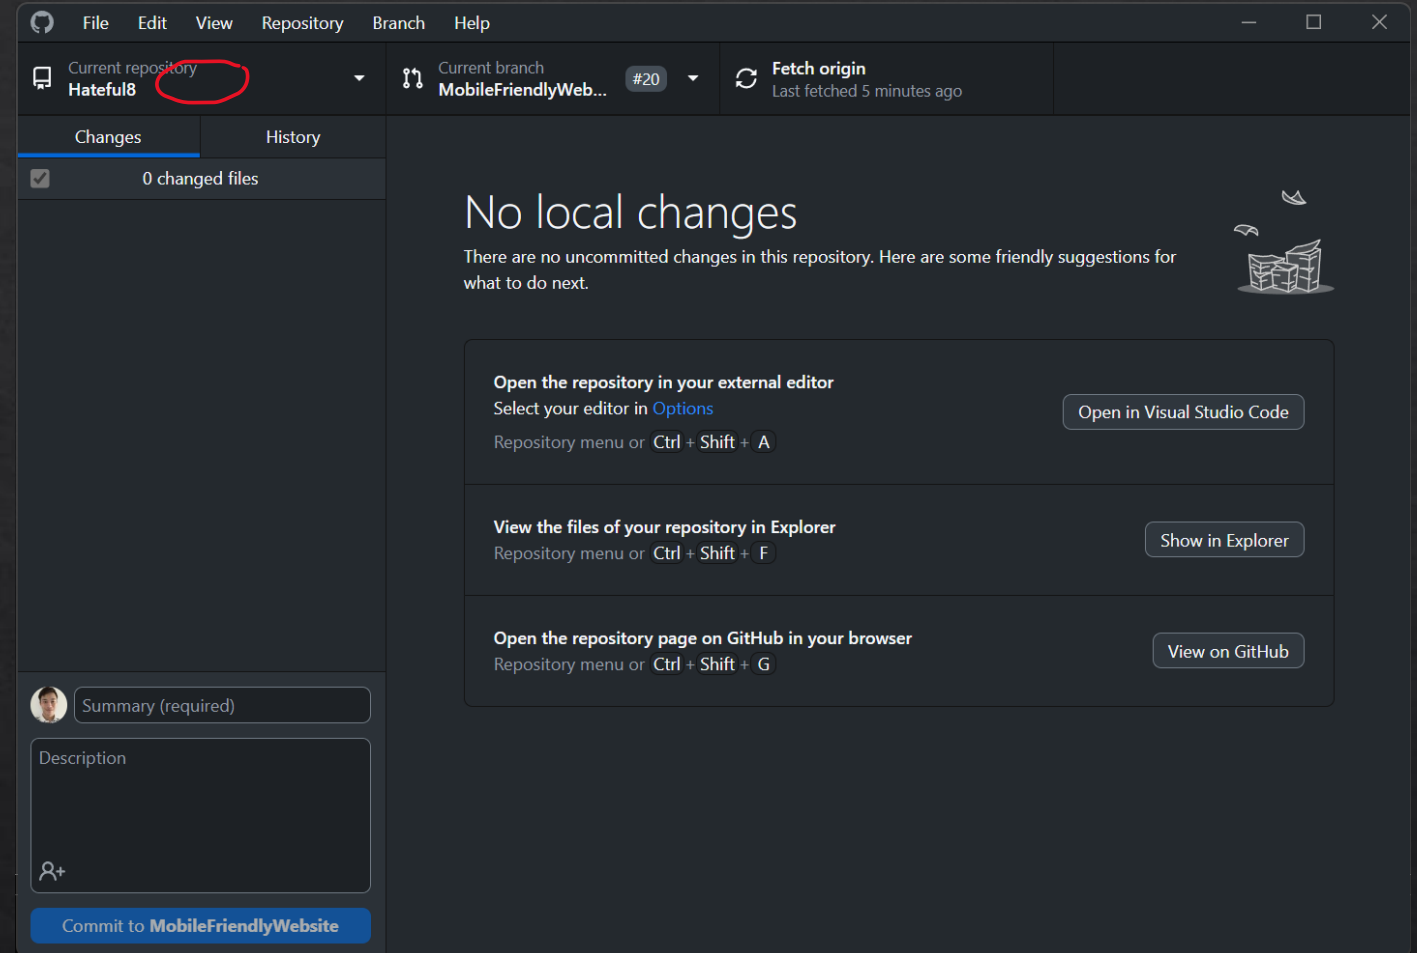 File Edit View Repository Branch Help
Current repository
Hateful8
Current branch
MobileFriendlyWeb...
#20
Fetch origin
Last fetched 5 minutes ago
Changes
History
0 changed files
No local changes
There are no uncommitted changes in this repository. Here are some friendly suggestions for
what to do next.
Open the repository in your external editor
Select your editor in Options
Repository menu or Ctrl + Shift + A
Open in Visual Studio Code
View the files of your repository in Explorer
Repository menu or Ctrl + Shift + F
Show in Explorer
Open the repository page on GitHub in your browser
Repository menu or Ctrl + Shift + G
View on GitHub
Summary (required)
Description
Commit to MobileFriendlyWebsite